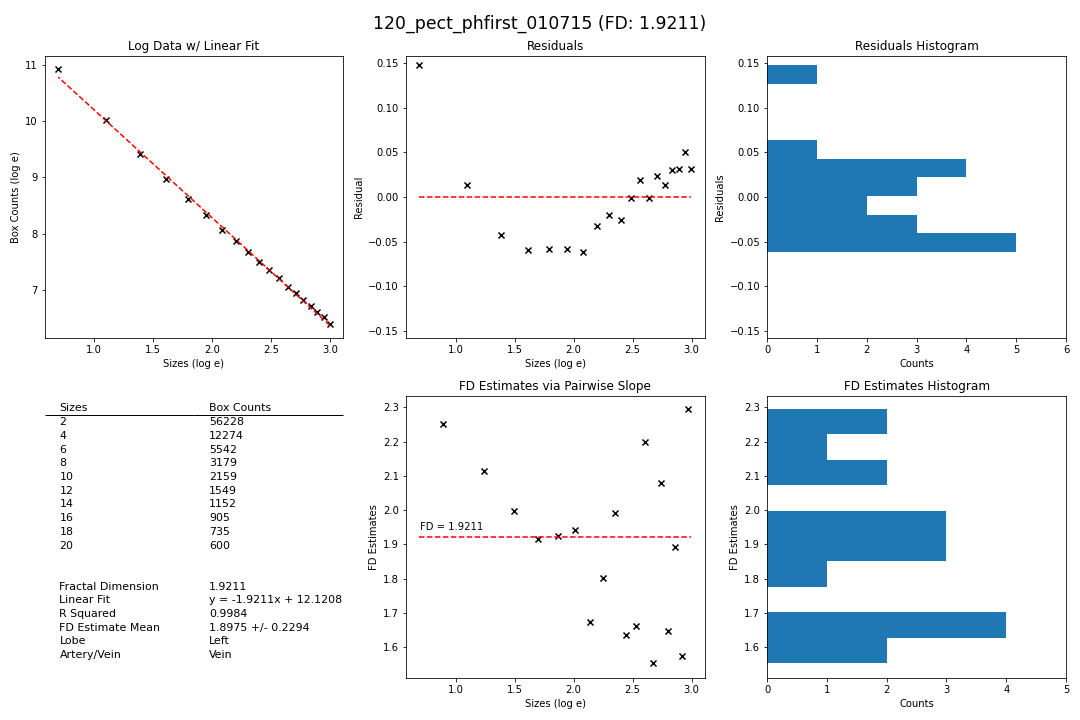 120_pect_phfirst_010715 (FD: 1.9211)
Log Data w/ Linear Fit
11
10
9
8
7
Box Counts (log e)
1.0 1.5 2.0 2.5 3.0
Sizes (log e)
Residuals
0.15
0.10
0.05
0.00
−0.05
−0.10
−0.15
Residual
1.0 1.5 2.0 2.5 3.0
Sizes (log e)
Residuals Histogram
0.15
0.10
0.05
0.00
−0.05
−0.10
−0.15
Residuals
0 1 2 3 4 5 6
Counts
Sizes Box Counts
2 56228
4 12274
6 5542
8 3179
10 2159
12 1549
14 1152
16 905
18 735
20 600
Fractal Dimension 1.9211
Linear Fit y = -1.9211x + 12.1208
R Squared 0.9984
FD Estimate Mean 1.8975 +/- 0.2294
Lobe Left
Artery/Vein Vein
FD Estimates via Pairwise Slope
2.3
2.2
2.1
2.0
1.9
1.8
1.7
1.6
FD Estimates
FD = 1.9211
1.0 1.5 2.0 2.5 3.0
Sizes (log e)
FD Estimates Histogram
2.3
2.2
2.1
2.0
1.9
1.8
1.7
1.6
FD Estimates
0 1 2 3 4 5
Counts